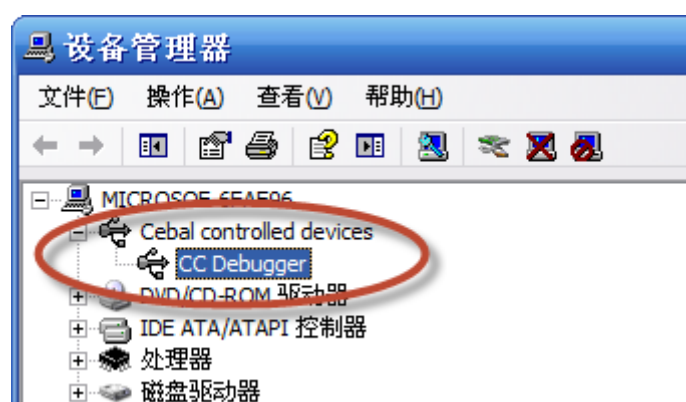 设备管理器
文件(F) 操作(A) 查看(V) 帮助(H)
MICROSOF-6FAE96
Cebal controlled devices
CC Debugger
DVD/CD-ROM 驱动器
IDE ATA/ATAPI 控制器
处理器
磁盘驱动器